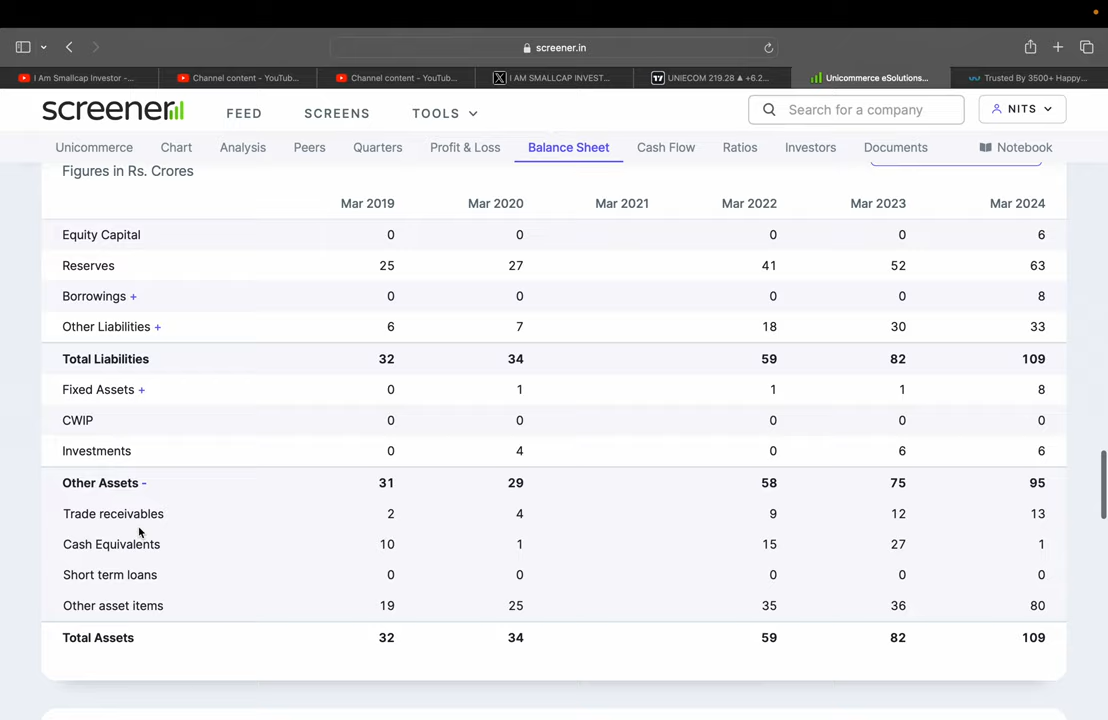 screener.in
I Am Smallcap Investor -...
Channel content - YouTub...
Channel content - YouTub...
I AM SMALLCAP INVEST...
UNIECOM 219.28 ▲ +6.2...
Unicommerce eSolutions...
Trusted By 3500+ Happy...
screener
FEED SCREENS TOOLS
Search for a company
NITS
Unicommerce Chart Analysis Peers Quarters Profit & Loss Balance Sheet Cash Flow Ratios Investors Documents Notebook
Figures in Rs. Crores
Mar 2019 Mar 2020 Mar 2021 Mar 2022 Mar 2023 Mar 2024
Equity Capital 0 0 0 0 6
Reserves 25 27 41 52 63
Borrowings + 0 0 0 0 8
Other Liabilities + 6 7 18 30 33
Total Liabilities 32 34 59 82 109
Fixed Assets + 0 1 1 1 8
CWIP 0 0 0 0 0
Investments 0 4 0 6 6
Other Assets - 31 29 58 75 95
Trade receivables 2 4 9 12 13
Cash Equivalents 10 1 15 27 1
Short term loans 0 0 0 0 0
Other asset items 19 25 35 36 80
Total Assets 32 34 59 82 109